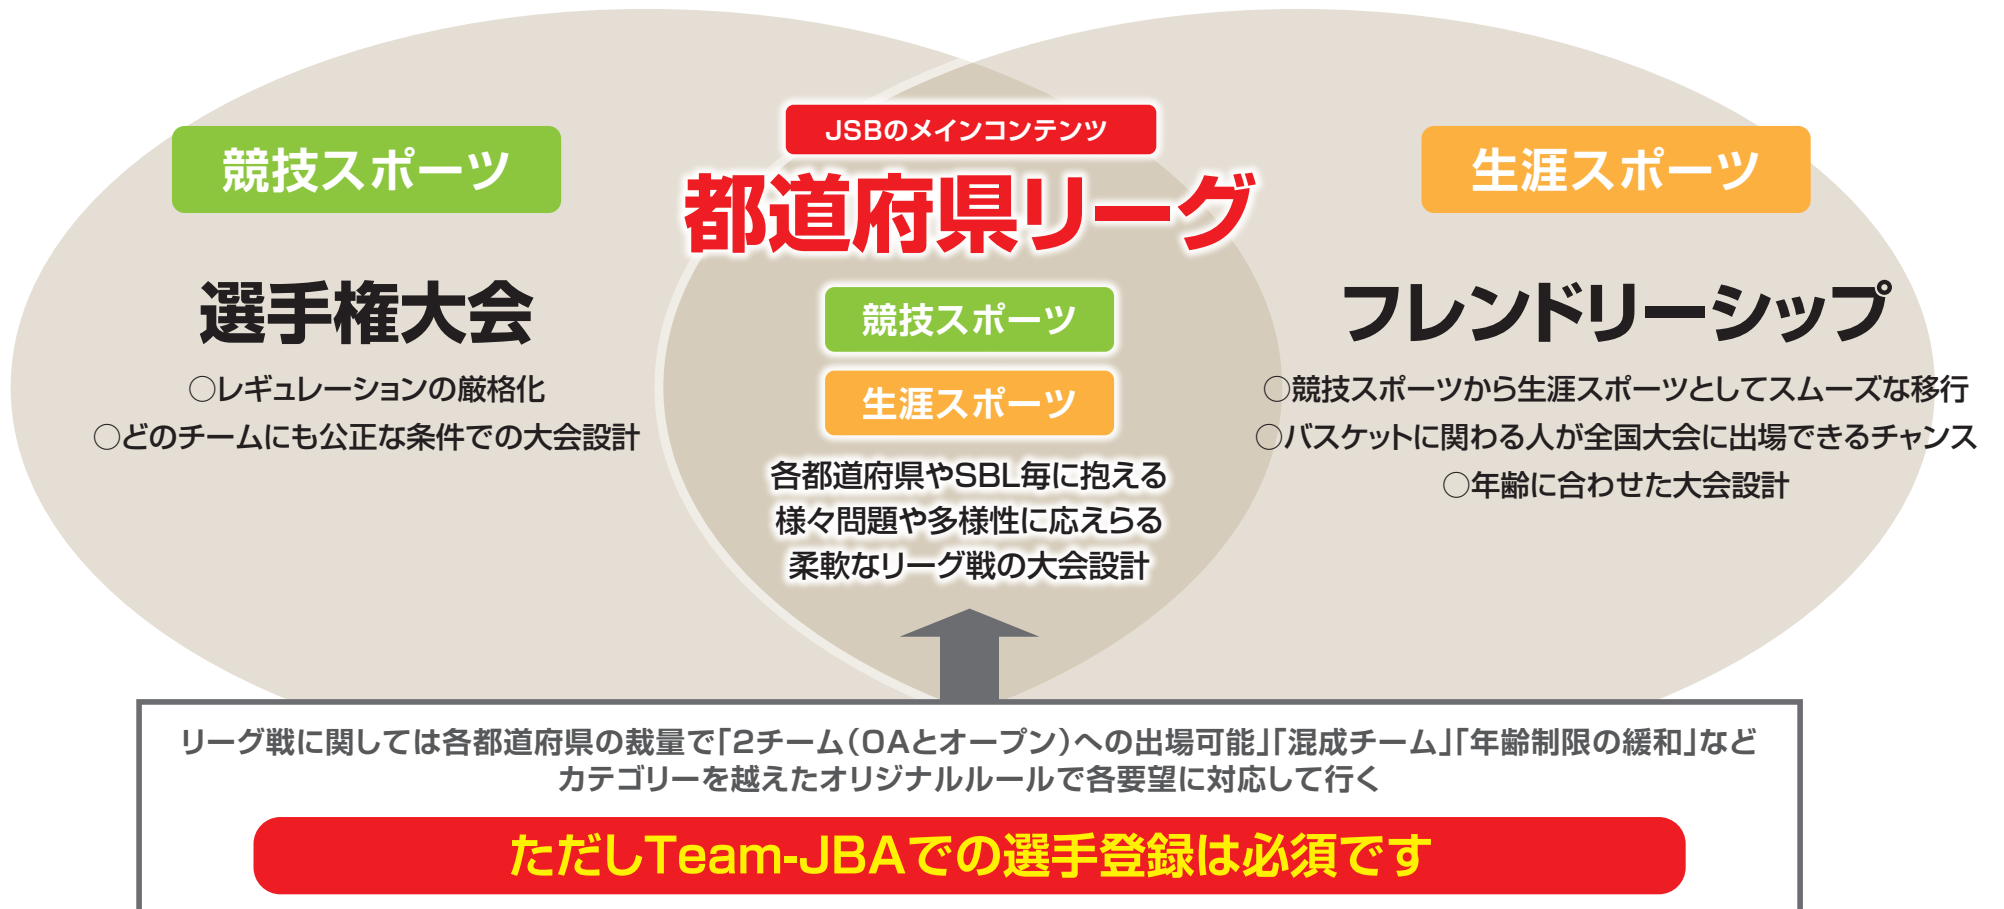 競技スポーツ
選手権大会
○レギュレーションの厳格化
○どのチームにも公正な条件での大会設計
JSBのメインコンテンツ
都道府県リーグ
競技スポーツ
生涯スポーツ
各都道府県やSBL毎に抱える
様々問題や多様性に応えらる
柔軟なリーグ戦の大会設計
生涯スポーツ
フレンドリーシップ
○競技スポーツから生涯スポーツとしてスムーズな移行
○バスケットに関わる人が全国大会に出場できるチャンス
○年齢に合わせた大会設計
リーグ戦に関しては各都道府県の裁量で「2チーム(OAとオープン)への出場可能」「混成チーム」「年齢制限の緩和」など
カテゴリーを越えたオリジナルルールで各要望に対応して行く
ただしTeam-JBAでの選手登録は必須です